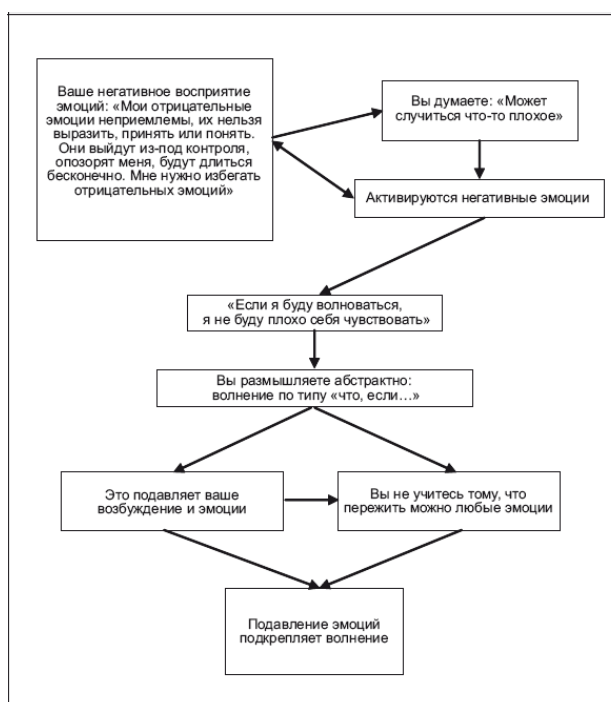 Ваше негативное восприятие
эмоций: «Мои отрицательные
эмоции неприемлемы, их нельзя
выразить, принять или понять.
Они выйдут из-под контроля,
опозорят меня, будут длиться
бесконечно. Мне нужно избегать
отрицательных эмоций»
Вы думаете: «Может
случиться что-то плохое»
Активируются негативные эмоции
«Если я буду волноваться,
я не буду плохо себя чувствовать»
Вы размышляете абстрактно:
волнение по типу «что, если...»
Это подавляет ваше
возбуждение и эмоции
Вы не учитесь тому, что
пережить можно любые эмоции
Подавление эмоций
подкрепляет волнение